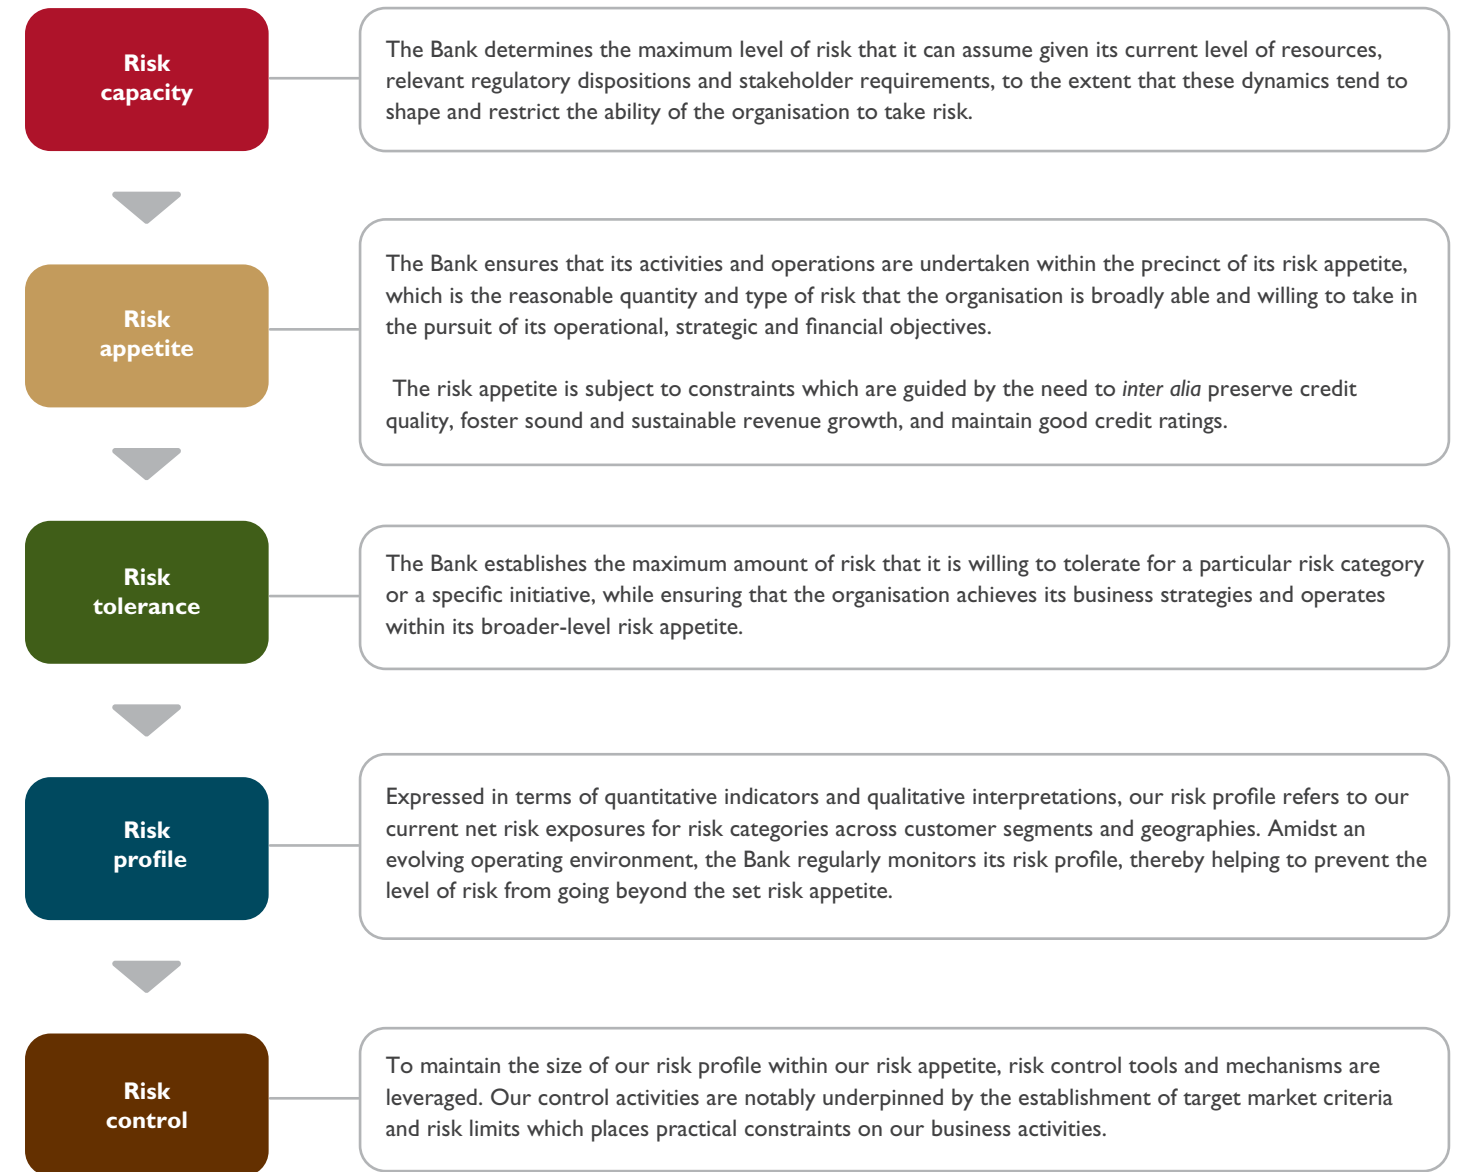 Risk
capacity
The Bank determines the maximum level of risk that it can assume given its current level of resources,
relevant regulatory dispositions and stakeholder requirements, to the extent that these dynamics tend to
shape and restrict the ability of the organisation to take risk.
Risk
appetite
The Bank ensures that its activities and operations are undertaken within the precinct of its risk appetite,
which is the reasonable quantity and type of risk that the organisation is broadly able and willing to take in
the pursuit of its operational, strategic and financial objectives.
The risk appetite is subject to constraints which are guided by the need to inter alia preserve credit
quality, foster sound and sustainable revenue growth, and maintain good credit ratings.
Risk
tolerance
The Bank establishes the maximum amount of risk that it is willing to tolerate for a particular risk category
or a specific initiative, while ensuring that the organisation achieves its business strategies and operates
within its broader-level risk appetite.
Risk
profile
Expressed in terms of quantitative indicators and qualitative interpretations, our risk profile refers to our
current net risk exposures for risk categories across customer segments and geographies. Amidst an
evolving operating environment, the Bank regularly monitors its risk profile, thereby helping to prevent the
level of risk from going beyond the set risk appetite.
Risk
control
To maintain the size of our risk profile within our risk appetite, risk control tools and mechanisms are
leveraged. Our control activities are notably underpinned by the establishment of target market criteria
and risk limits which places practical constraints on our business activities.